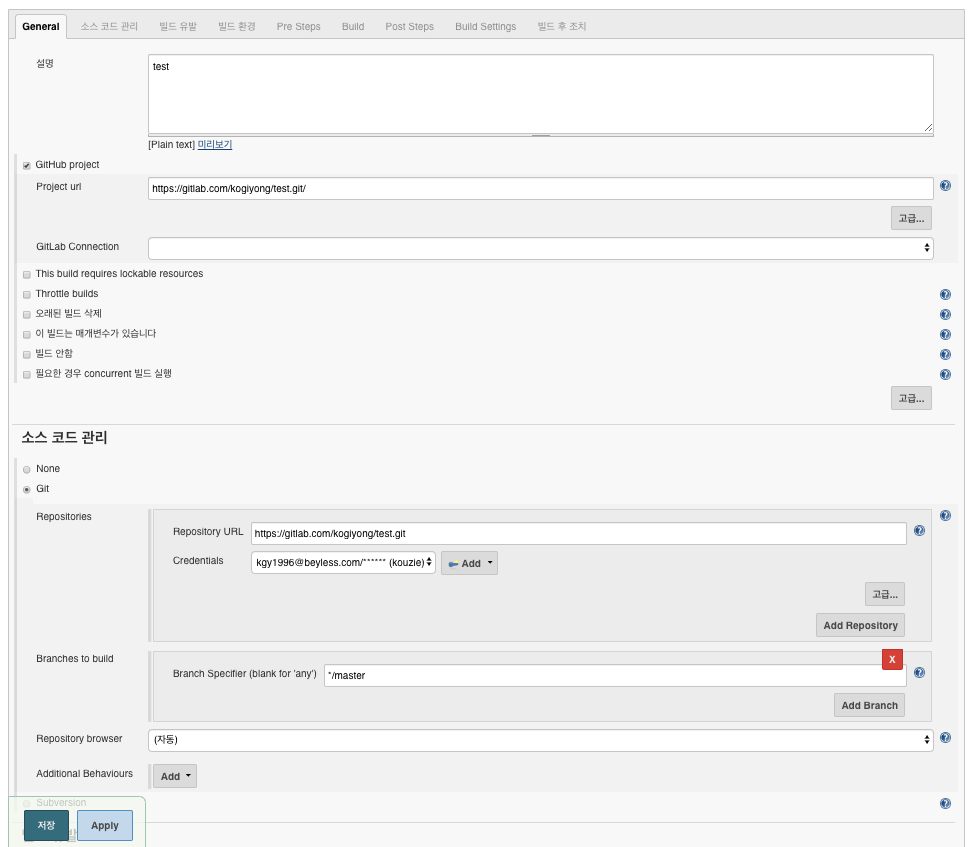 General 소스 코드 관리 빌드 유발 빌드 환경 Pre Steps Build Post Steps Build Settings 빌드 후 조치
설명
test
[Plain text] 미리보기
GitHub project
Project url
https://gitlab.com/kogiyong/test.git/
고급...
GitLab Connection
This build requires lockable resources
Throttle builds
오래된 빌드 삭제
이 빌드는 매개변수가 있습니다
빌드 안함
필요한 경우 concurrent 빌드 실행
고급...
소스 코드 관리
None
Git
Repositories
Repository URL https://gitlab.com/kogiyong/test.git
Credentials kgy1996@beyless.com/****** (kouzie) Add
고급...
Add Repository
Branches to build
X
Branch Specifier (blank for 'any') */master
Add Branch
Repository browser (자동)
Additional Behaviours Add
Subversion
저장 Apply